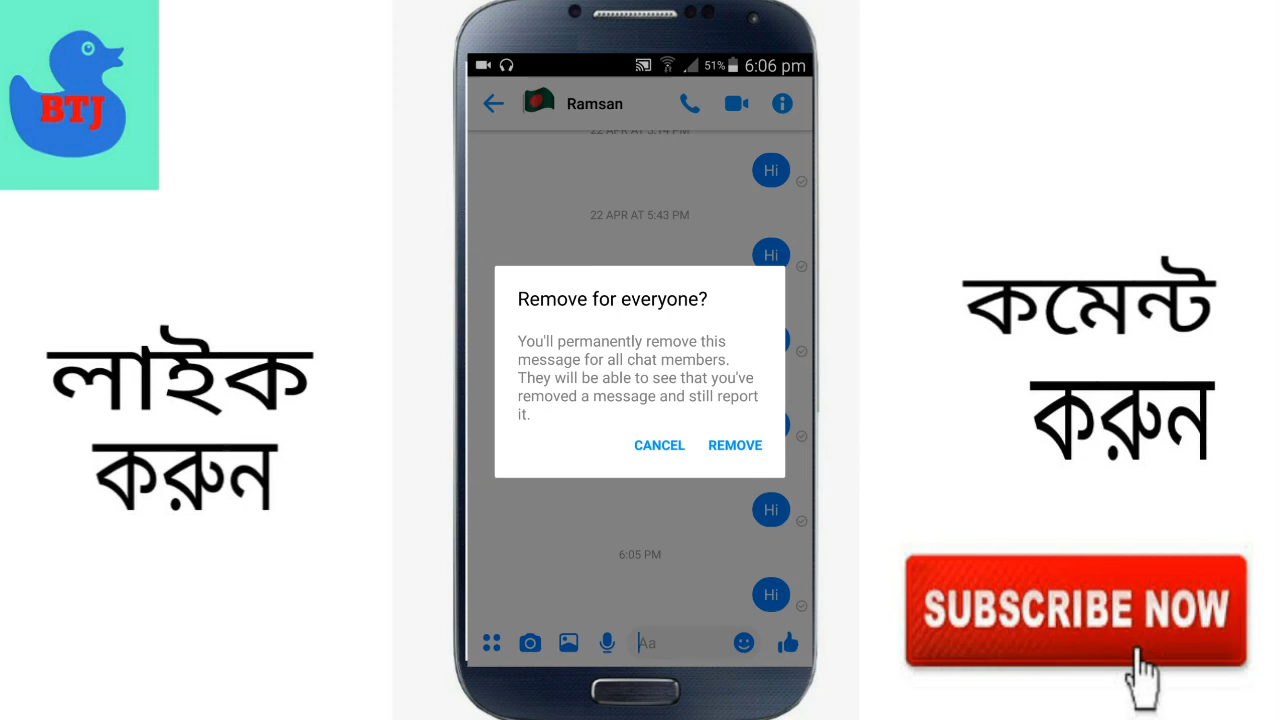 BTJ
লাইক
করুন
51% 6:06 pm
Ramsan
22 APR AT 5:14 PM
Hi
22 APR AT 5:43 PM
Hi
Remove for everyone?
You'll permanently remove this
message for all chat members.
They will be able to see that you've
removed a message and still report
it.
CANCEL REMOVE
Hi
6:05 PM
Hi
Aa
কমেন্ট
করুন
SUBSCRIBE NOW